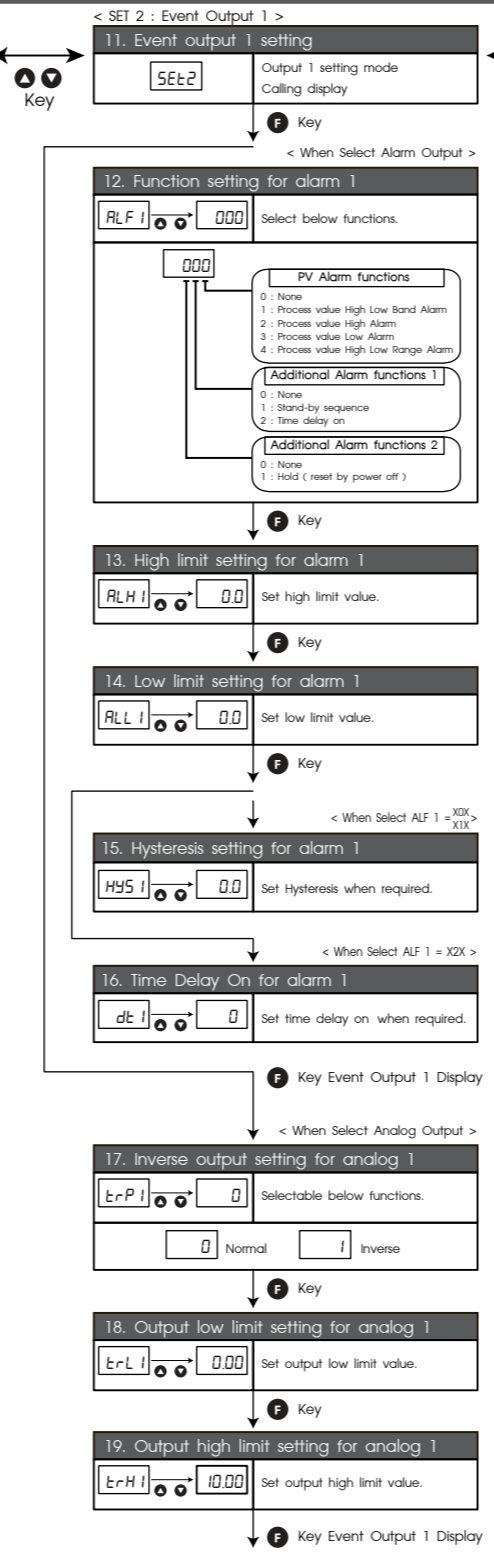 < SET 2 : Event Output 1 >
11. Event output 1 setting
Key
SEt2
Output 1 setting mode
Calling display
F Key
< When Select Alarm Output >
12. Function setting for alarm 1
ALF1 000 Select below functions.
000
PV Alarm functions
0 : None
1 : Process value High Low Band Alarm
2 : Process value High Alarm
3 : Process value Low Alarm
4 : Process value High Low Range Alarm
Additional Alarm functions 1
0 : None
1 : Stand-by sequence
2 : Time delay on
Additional Alarm functions 2
0 : None
1 : Hold ( reset by power off )
F Key
13. High limit setting for alarm 1
ALH1 0.0 Set high limit value.
F Key
14. Low limit setting for alarm 1
ALL1 0.0 Set low limit value.
F Key
< When Select ALF 1 = X0X
X1X >
15. Hysteresis setting for alarm 1
HYS1 0.0 Set Hysteresis when required.
< When Select ALF 1 = X2X >
16. Time Delay On for alarm 1
dt1 0 Set time delay on when required.
F Key Event Output 1 Display
< When Select Analog Output >
17. Inverse output setting for analog 1
trP1 0 Selectable below functions.
0 Normal 1 Inverse
F Key
18. Output low limit setting for analog 1
trL1 0.00 Set output low limit value.
F Key
19. Output high limit setting for analog 1
trH1 10.00 Set output high limit value.
F Key Event Output 1 Display